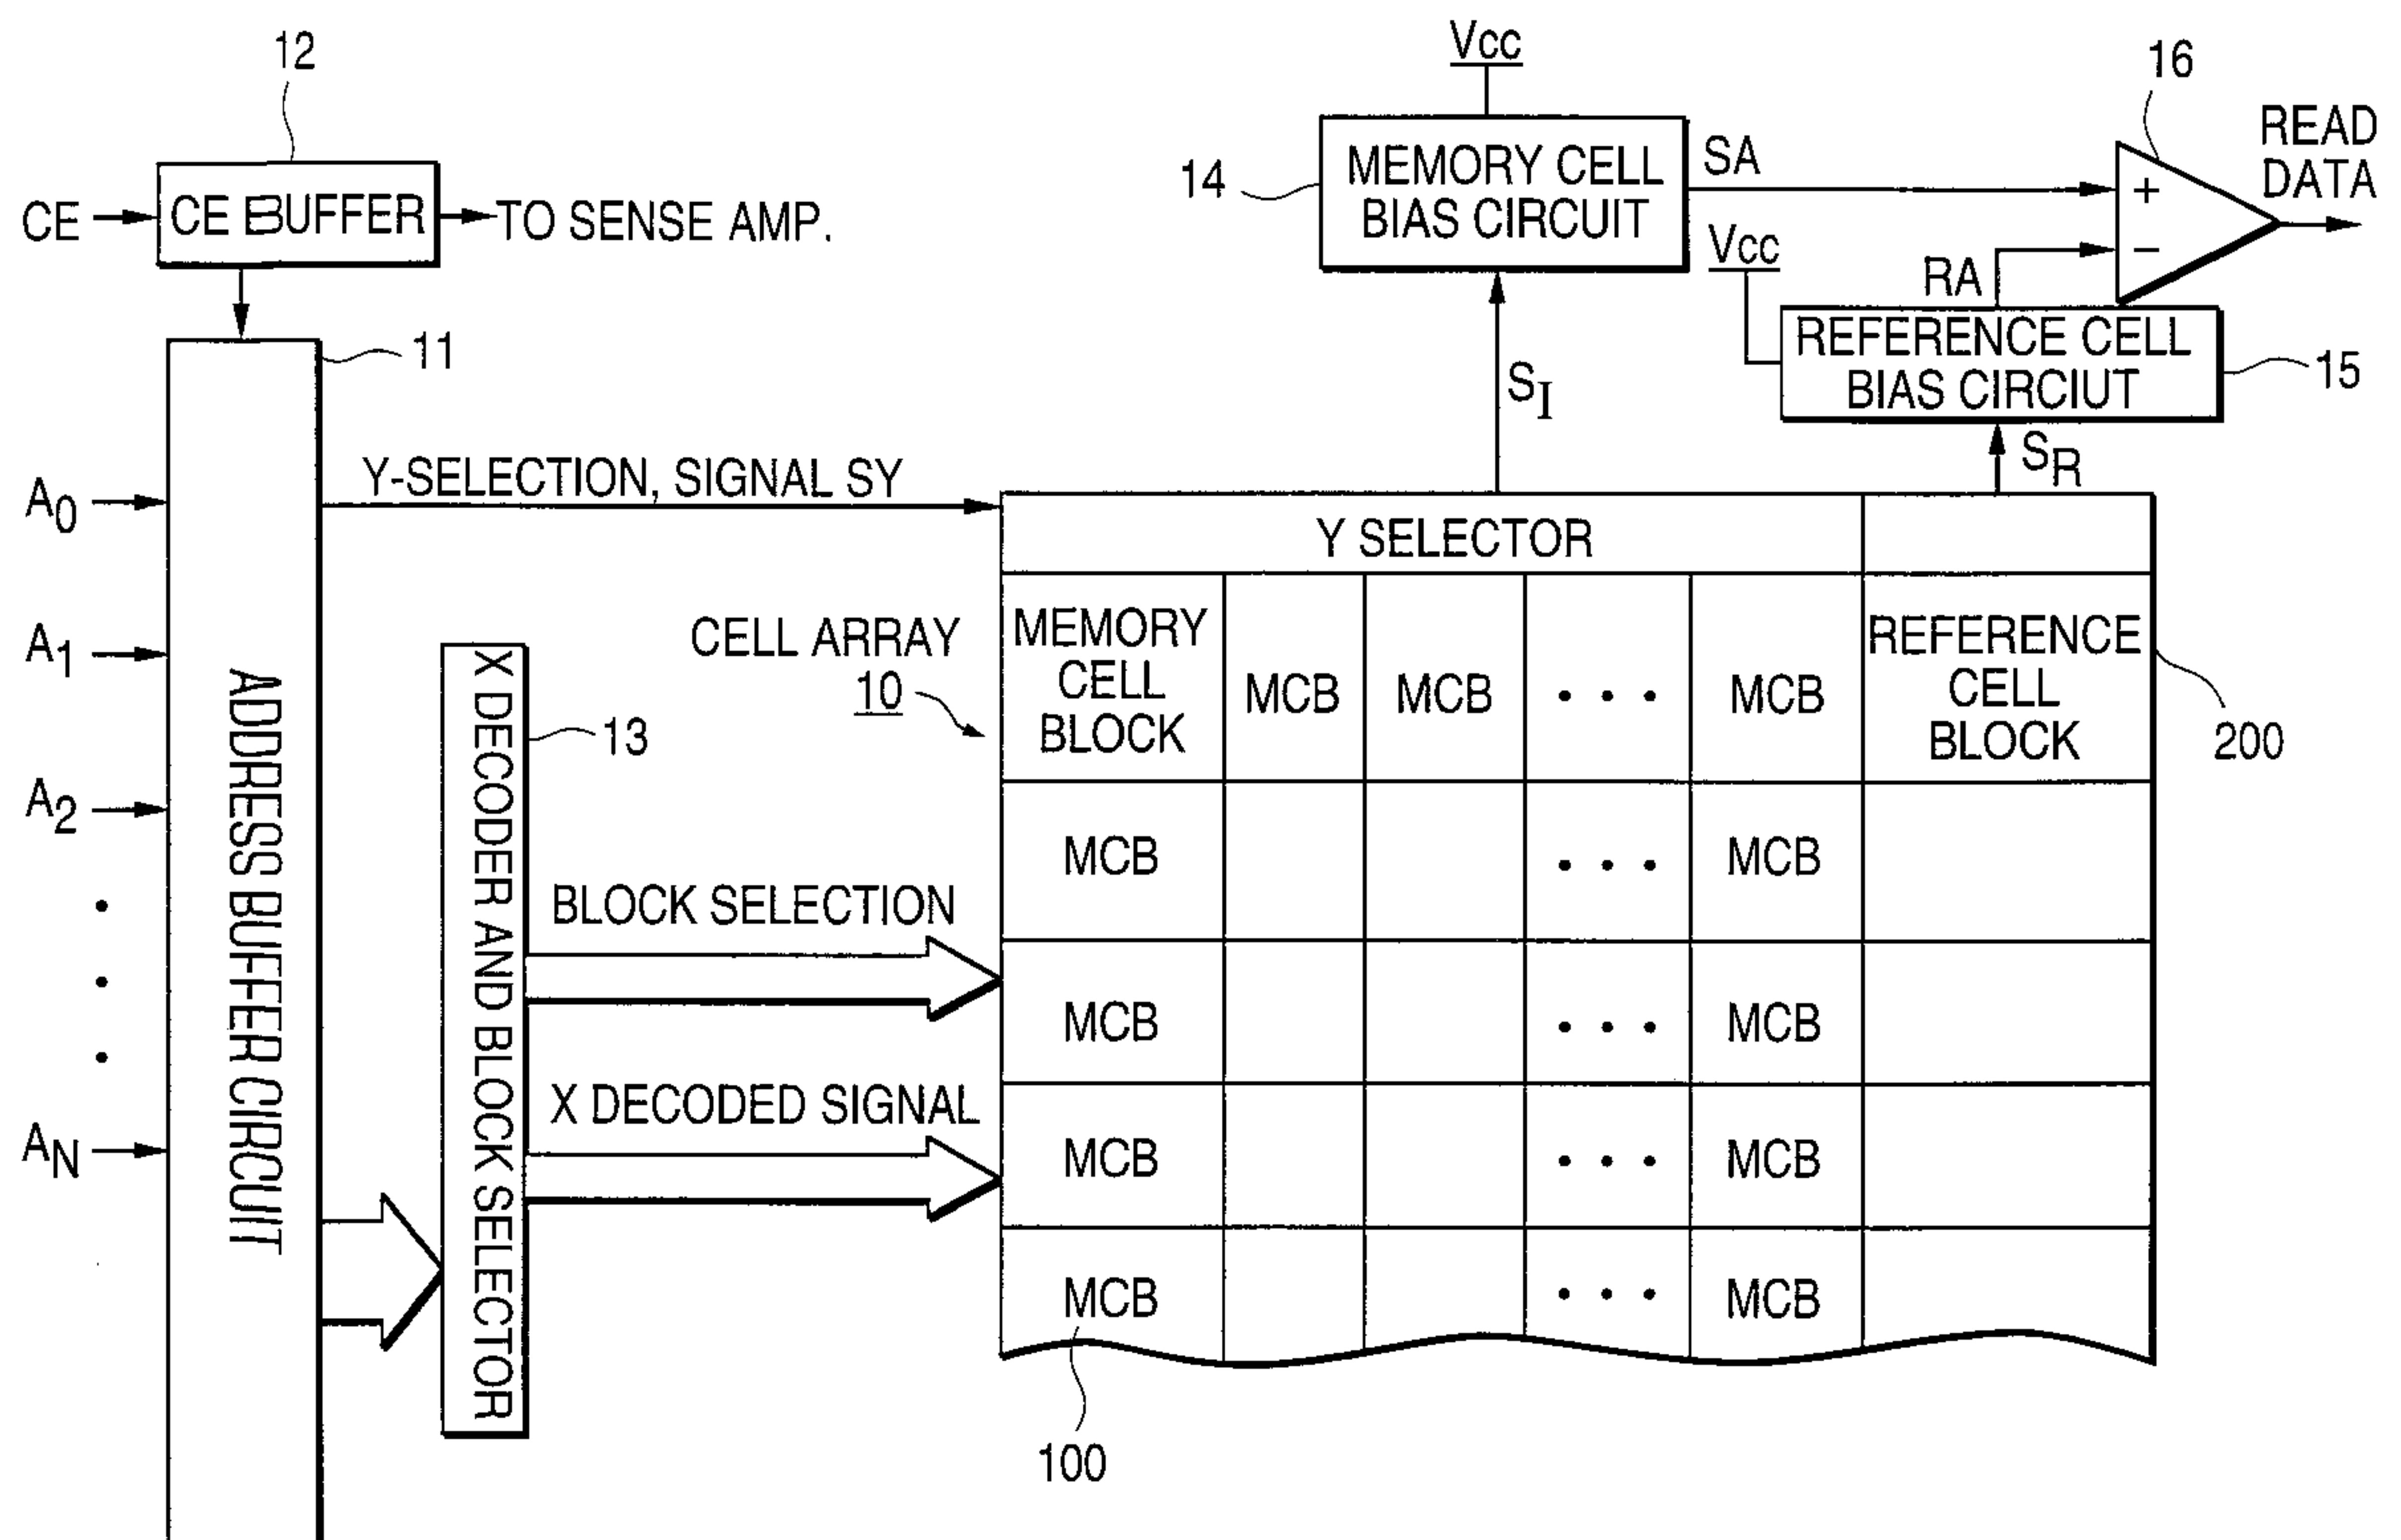 12
CE
CE BUFFER
TO SENSE AMP.
11
Vcc
14
MEMORY CELL
BIAS CIRCUIT
SA
16
+
−
READ
DATA
Vcc
RA
REFERENCE CELL
BIAS CIRCIUT
15
SI
SR
A0
A1
A2
AN
ADDRESS BUFFER CIRCUIT
Y-SELECTION, SIGNAL SY
X DECODER AND BLOCK SELECTOR
13
CELL ARRAY
10
BLOCK SELECTION
X DECODED SIGNAL
Y SELECTOR
MEMORY
CELL
BLOCK
MCB
MCB
• • •
MCB
REFERENCE
CELL
BLOCK
200
MCB
• • •
MCB
MCB
• • •
MCB
MCB
• • •
MCB
MCB
• • •
MCB
100